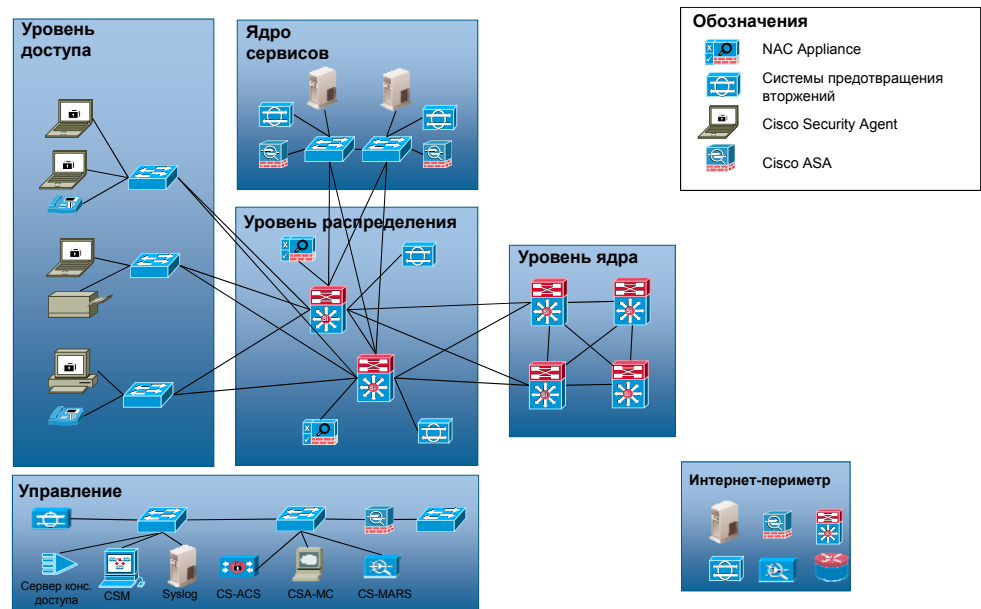 Уровень
доступа
Ядро
сервисов
Обозначения
NAC Appliance
Системы предотвращения
вторжений
Cisco Security Agent
Cisco ASA
Уровень распределения
Уровень ядра
Управление
Сервер конс.
доступа
CSM
Syslog
CS-ACS
CSA-MC
CS-MARS
Интернет-периметр